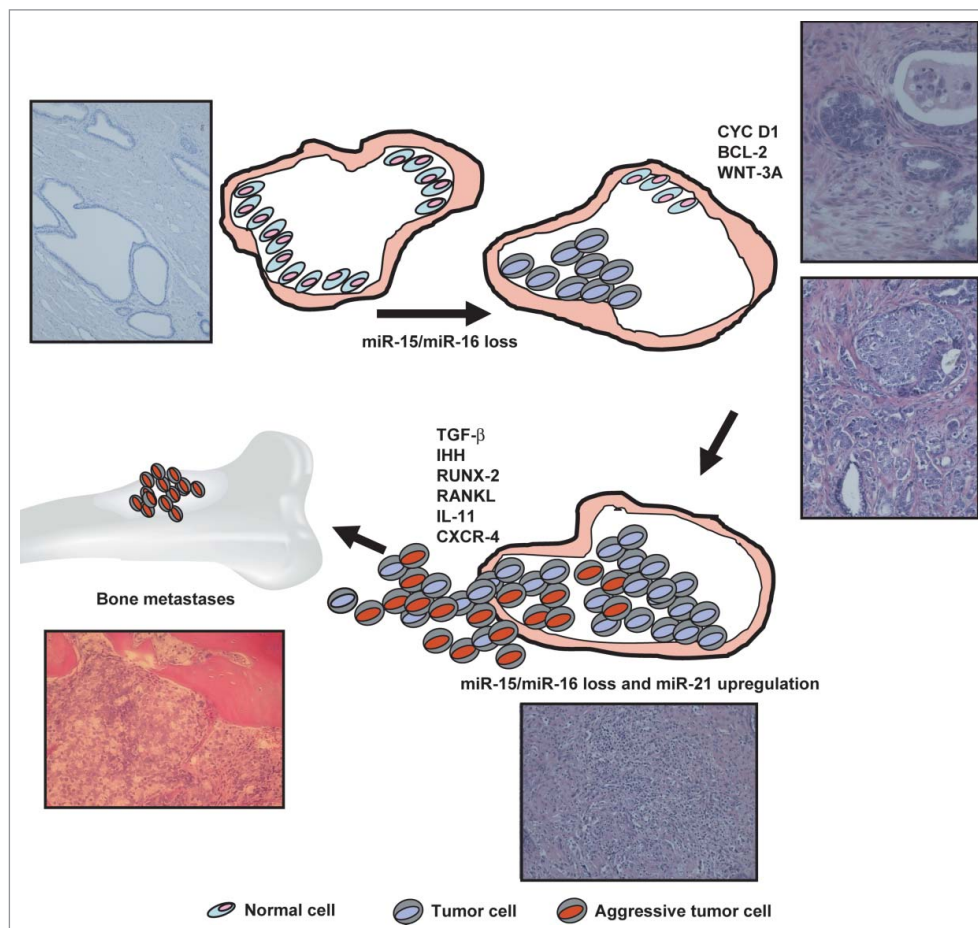 CYC D1
BCL-2
WNT-3A
miR-15/miR-16 loss
TGF-β
IHH
RUNX-2
RANKL
IL-11
CXCR-4
Bone metastases
miR-15/miR-16 loss and miR-21 upregulation
Normal cell
Tumor cell
Aggressive tumor cell